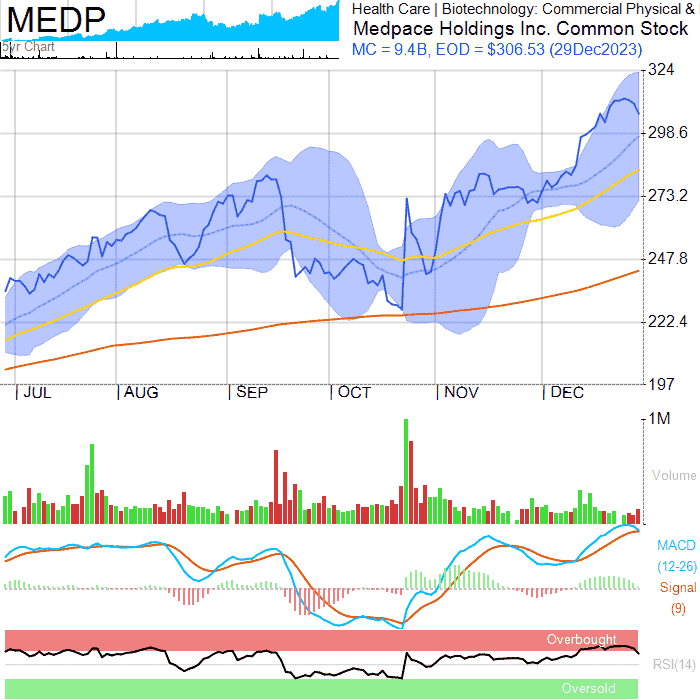 MEDP
Health Care | Biotechnology: Commercial Physical &
Medpace Holdings Inc. Common Stock
MC = 9.4B, EOD = $306.53 (29Dec2023)
5yr Chart
324
298.6
273.2
247.8
222.4
197
JUL
AUG
SEP
OCT
NOV
DEC
1M
Volume
MACD
(12-26)
Signal
(9)
Overbought
RSI(14)
Oversold